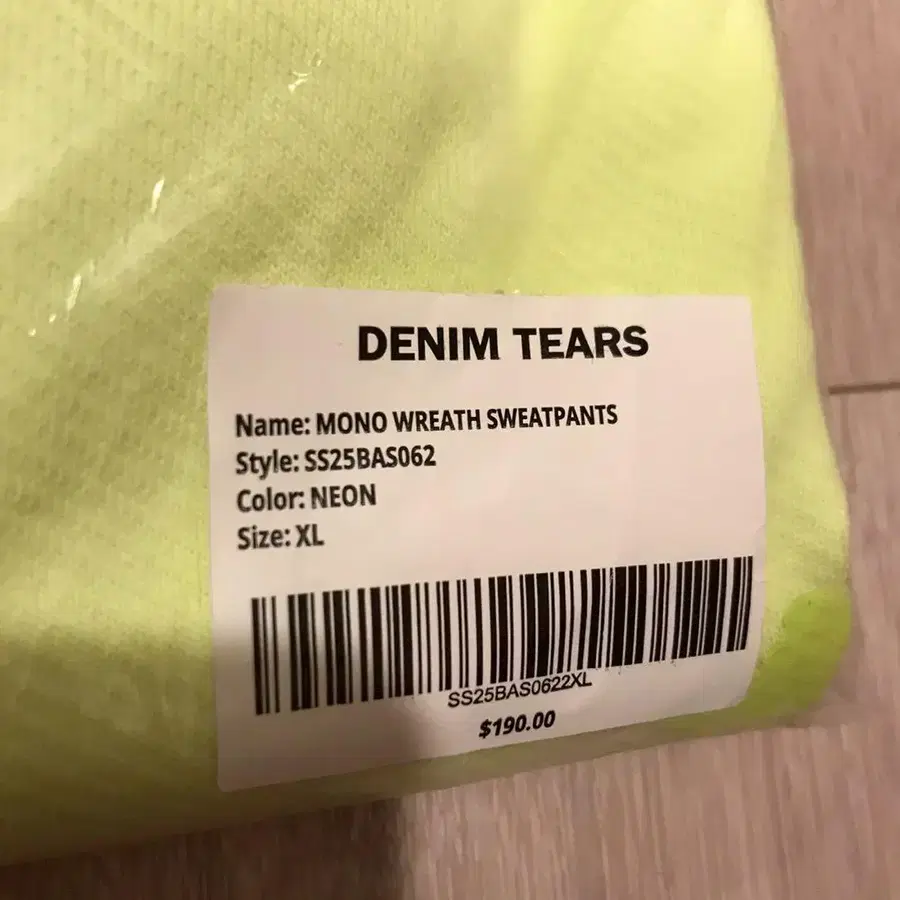 DENIM TEARS
Name: MONO WREATH SWEATPANTS
Style: SS25BAS062
Color: NEON
Size: XL
SS25BAS0622XL
$190.00